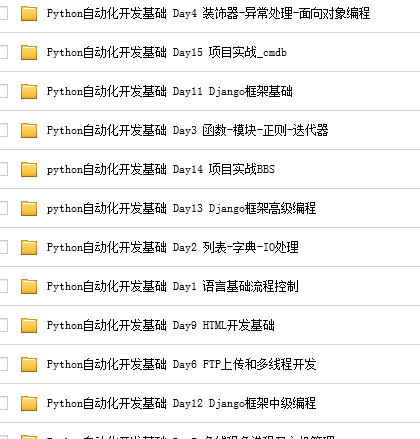 Python自动化开发基础 Day4 装饰器-异常处理-面向对象编程
Python自动化开发基础 Day15 项目实战_cmdb
Python自动化开发基础 Day11 Django框架基础
Python自动化开发基础 Day3 函数-模块-正则-迭代器
python自动化开发基础 Day14 项目实战BBS
python自动化开发基础 Day13 Django框架高级编程
Python自动化开发基础 Day2 列表-字典-IO处理
Python自动化开发基础 Day1 语言基础流程控制
Python自动化开发基础 Day9 HTML开发基础
Python自动化开发基础 Day6 FTP上传和多线程开发
Python自动化开发基础 Day12 Django框架中级编程